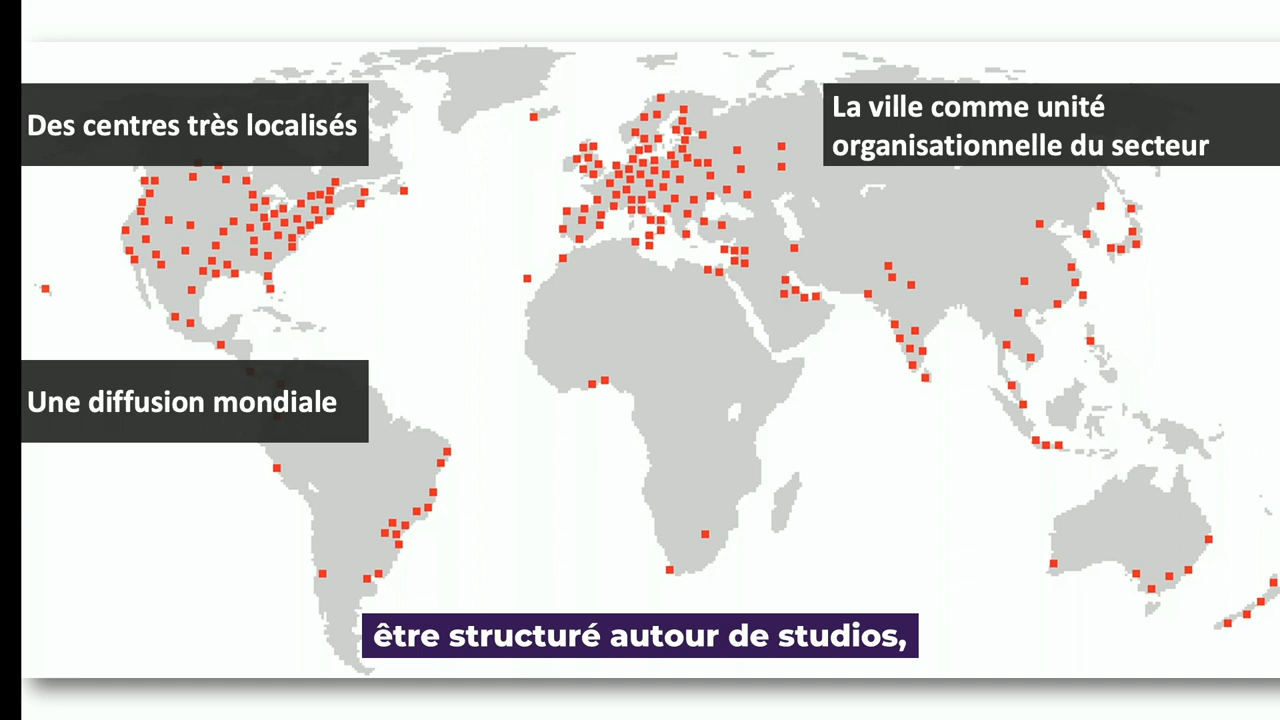 Des centres très localisés
La ville comme unité
organisationnelle du secteur
Une diffusion mondiale
être structuré autour de studios,